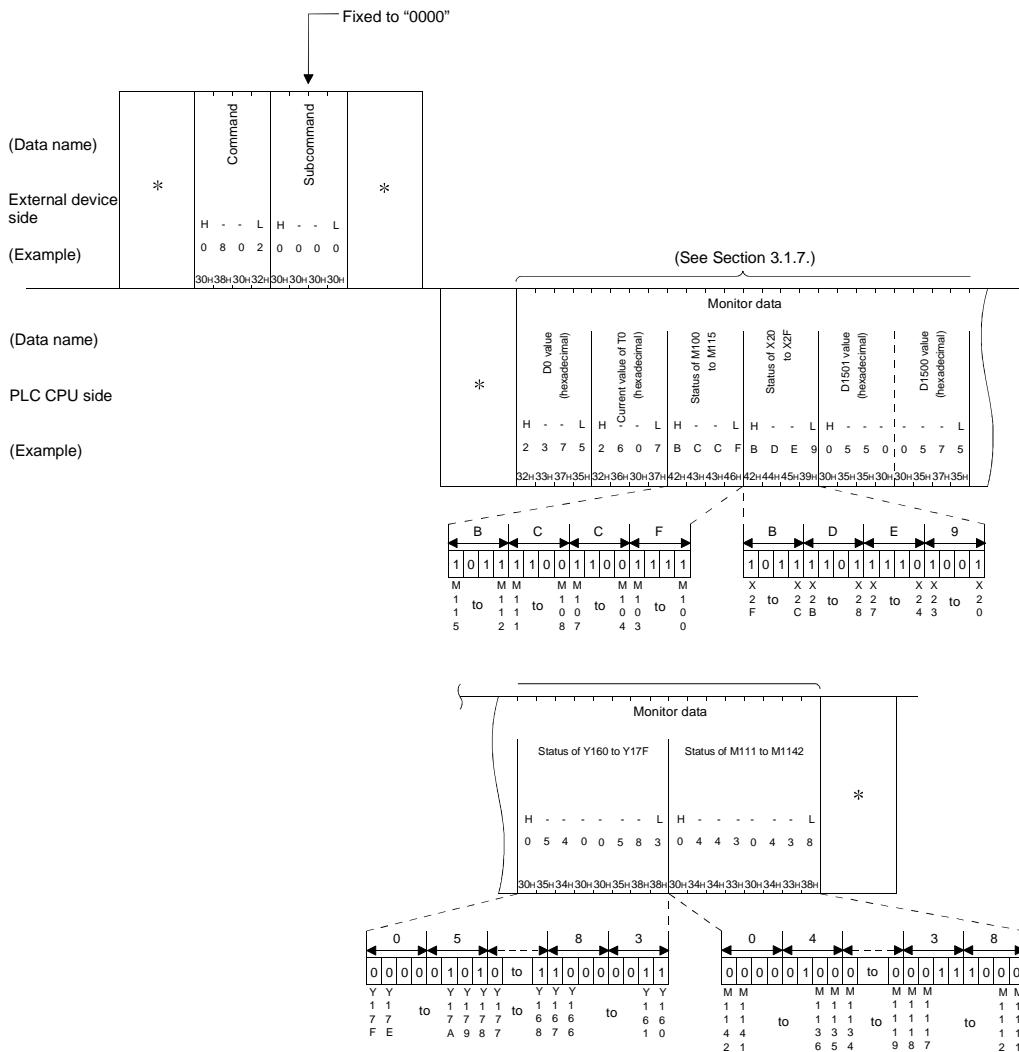 Fixed to “0000”
(Data name)
Command
Subcommand
*
*
External device
side
H - - L H - - L
(Example)
0 8 0 2 0 0 0 0
30H 38H 30H 32H 30H 30H 30H 30H
(See Section 3.1.7.)
Monitor data
(Data name)
D0 value
(hexadecimal)
Current value of T0
(hexadecimal)
Status of M100
to M115
Status of X20
to X2F
D1501 value
(hexadecimal)
D1500 value
(hexadecimal)
*
PLC CPU side
H - - L H - - L H - - L H - - L H - - - - - - L
(Example)
2 3 7 5 2 6 0 7 B C C F B D E 9 0 5 5 0 0 5 7 5
32H 33H 37H 35H 32H 36H 30H 37H 42H 43H 43H 46H 42H 44H 45H 39H 30H 35H 35H 30H 30H 35H 37H 35H
B C C F
1 0 1 1 1 1 0 0 1 1 0 0 1 1 1 1
M115 to M112 M111 to M108 M107 to M104 M103 to M100
B D E 9
1 0 1 1 1 1 0 1 1 1 1 0 1 0 0 1
X2F to X2C X2B to X28 X27 to X24 X23 to X20
Monitor data
Status of Y160 to Y17F
Status of M111 to M1142
*
H - - - - - - L H - - - - - - L
0 5 4 0 0 5 8 3 0 4 4 3 0 4 3 8
30H 35H 34H 30H 30H 35H 38H 38H 30H 34H 34H 33H 30H 34H 33H 38H
0 5 8 3
0 0 0 0 0 1 0 1 0 to 1 1 0 0 0 0 0 1 1
Y17F Y17E to Y17A Y179 Y178 Y177 to Y168 Y167 Y166 to Y161 Y160
0 4 3 8
0 0 0 0 0 1 0 0 0 to 0 0 0 1 1 1 0 0 0
M142 M141 to M136 M135 M134 to M119 M118 M117 to M112 M111